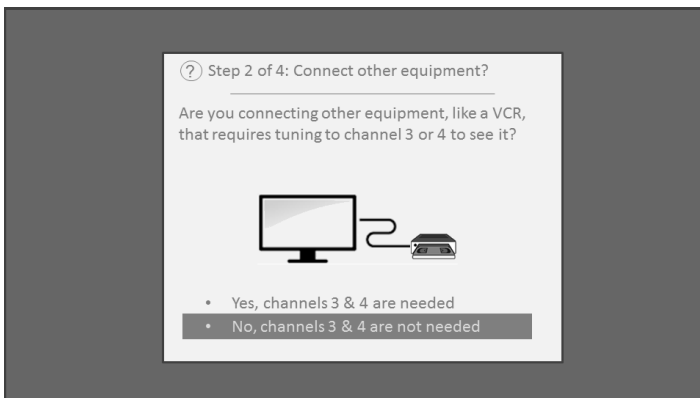 ? Step 2 of 4: Connect other equipment?
Are you connecting other equipment, like a VCR,
that requires tuning to channel 3 or 4 to see it?
• Yes, channels 3 & 4 are needed
• No, channels 3 & 4 are not needed